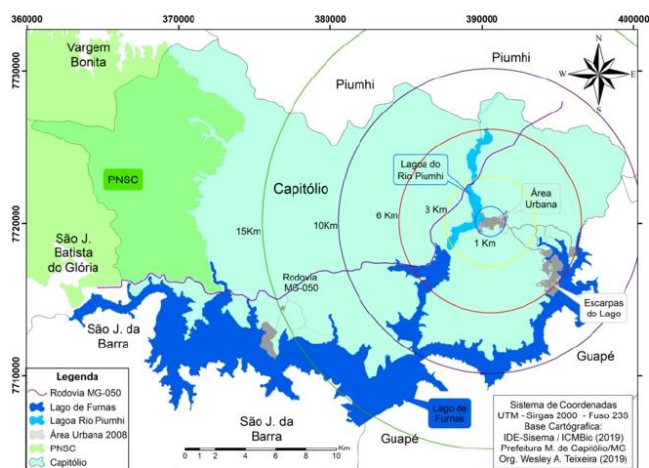 360000
370000
380000
390000
400000
7730000
7720000
7710000
Vargem
Bonita
Piumhi
Piumhi
N
W
E
S
PNSC
Lagoa do
Rio Piumhi
Capitólio
Área
Urbana
15Km
10Km
6 Km
3 Km
1 Km
São J.
Batista
do Glória
Rodovia
MG-050
Escarpas
do Lago
São J.
da Barra
Guapé
Lago de
Furnas
São J. da
Barra
Guapé
Legenda
Rodovia MG-050
Lago de Furnas
Lagoa Rio Piumhi
Área Urbana 2008
PNSC
Capitólio
0 2 4 6 8 10
Km
Sistema de Coordenadas
UTM - Sirgas 2000 - Fuso 23S
Base Cartógrafa:
IDE-Sisema / ICMBic (2019)
Prefeitura M. de Capitólio/MG
Org. Wesley A. Teixeira (2019)